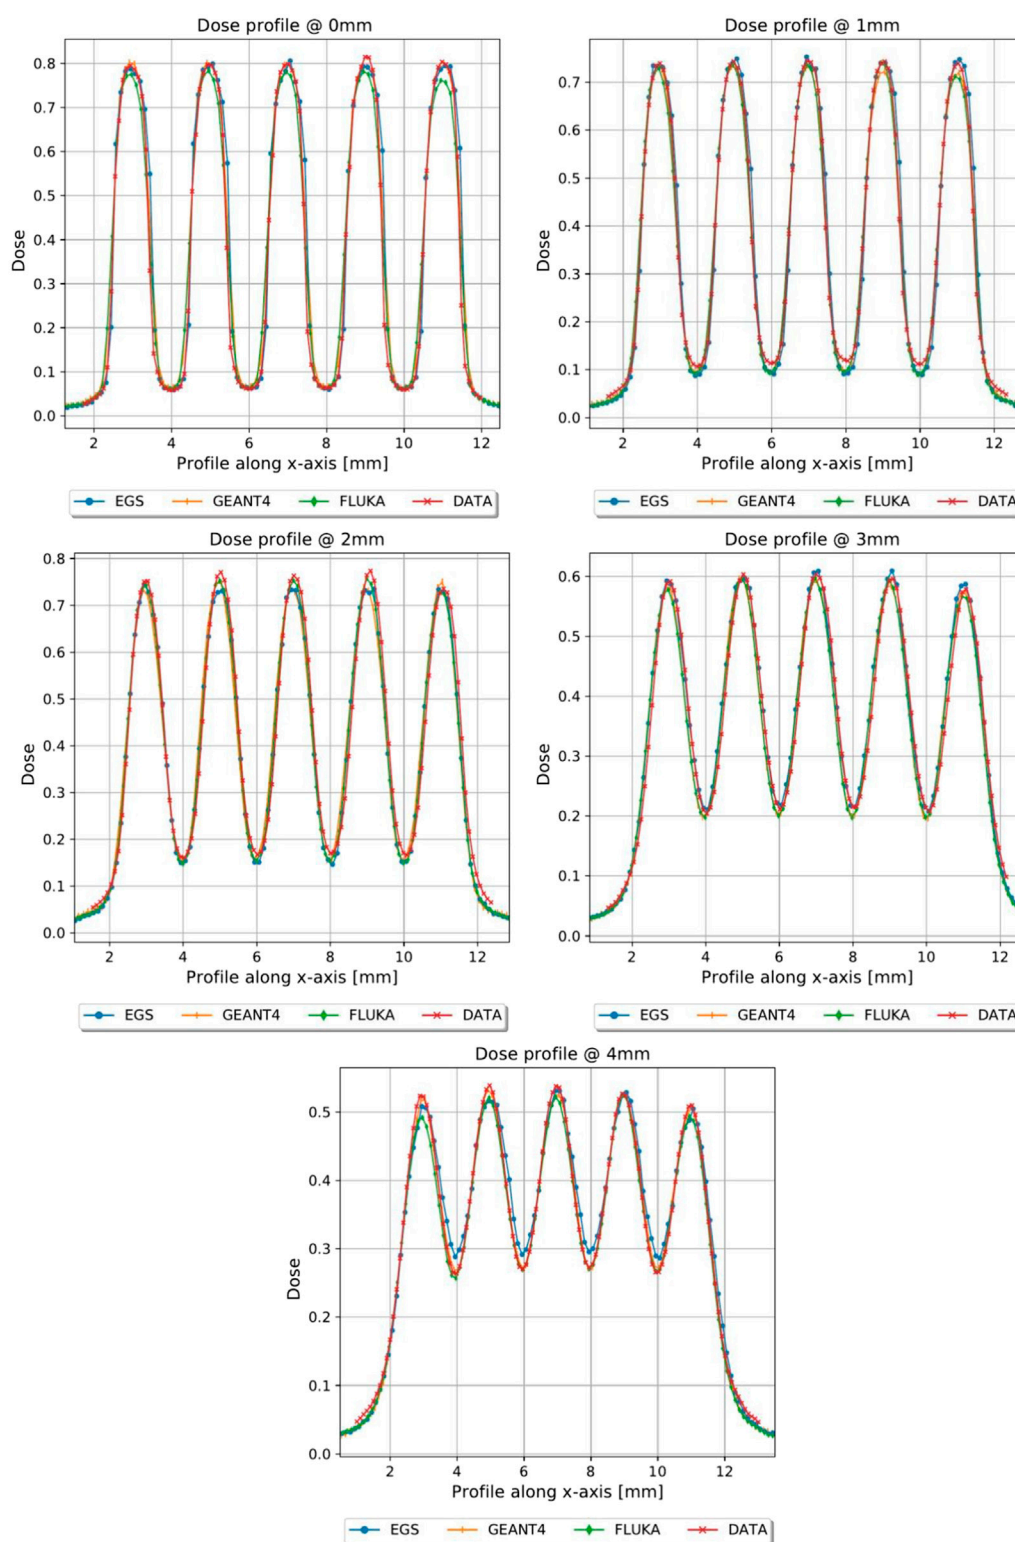 Dose profile @ 0mm
0.8
0.7
0.6
0.5
0.4
0.3
0.2
0.1
0.0
Dose
2 4 6 8 10 12
Profile along x-axis [mm]
EGS GEANT4 FLUKA DATA
Dose profile @ 1mm
0.7
0.6
0.5
0.4
0.3
0.2
0.1
0.0
Dose
2 4 6 8 10 12
Profile along x-axis [mm]
EGS GEANT4 FLUKA DATA
Dose profile @ 2mm
0.8
0.7
0.6
0.5
0.4
0.3
0.2
0.1
0.0
Dose
2 4 6 8 10 12
Profile along x-axis [mm]
EGS GEANT4 FLUKA DATA
Dose profile @ 3mm
0.6
0.5
0.4
0.3
0.2
0.1
0.0
Dose
2 4 6 8 10 12
Profile along x-axis [mm]
EGS GEANT4 FLUKA DATA
Dose profile @ 4mm
0.5
0.4
0.3
0.2
0.1
0.0
Dose
2 4 6 8 10 12
Profile along x-axis [mm]
EGS GEANT4 FLUKA DATA